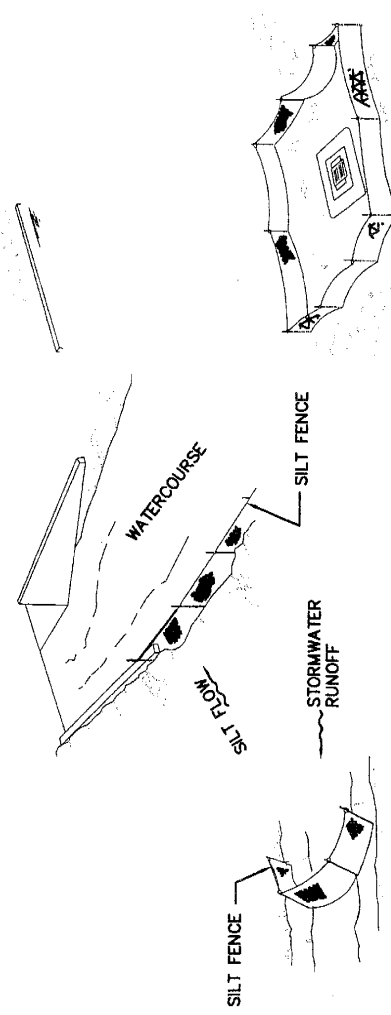 WATERCOURSE
SILT FENCE
SILT FLOW
STORMWATER
RUNOFF
SILT FENCE